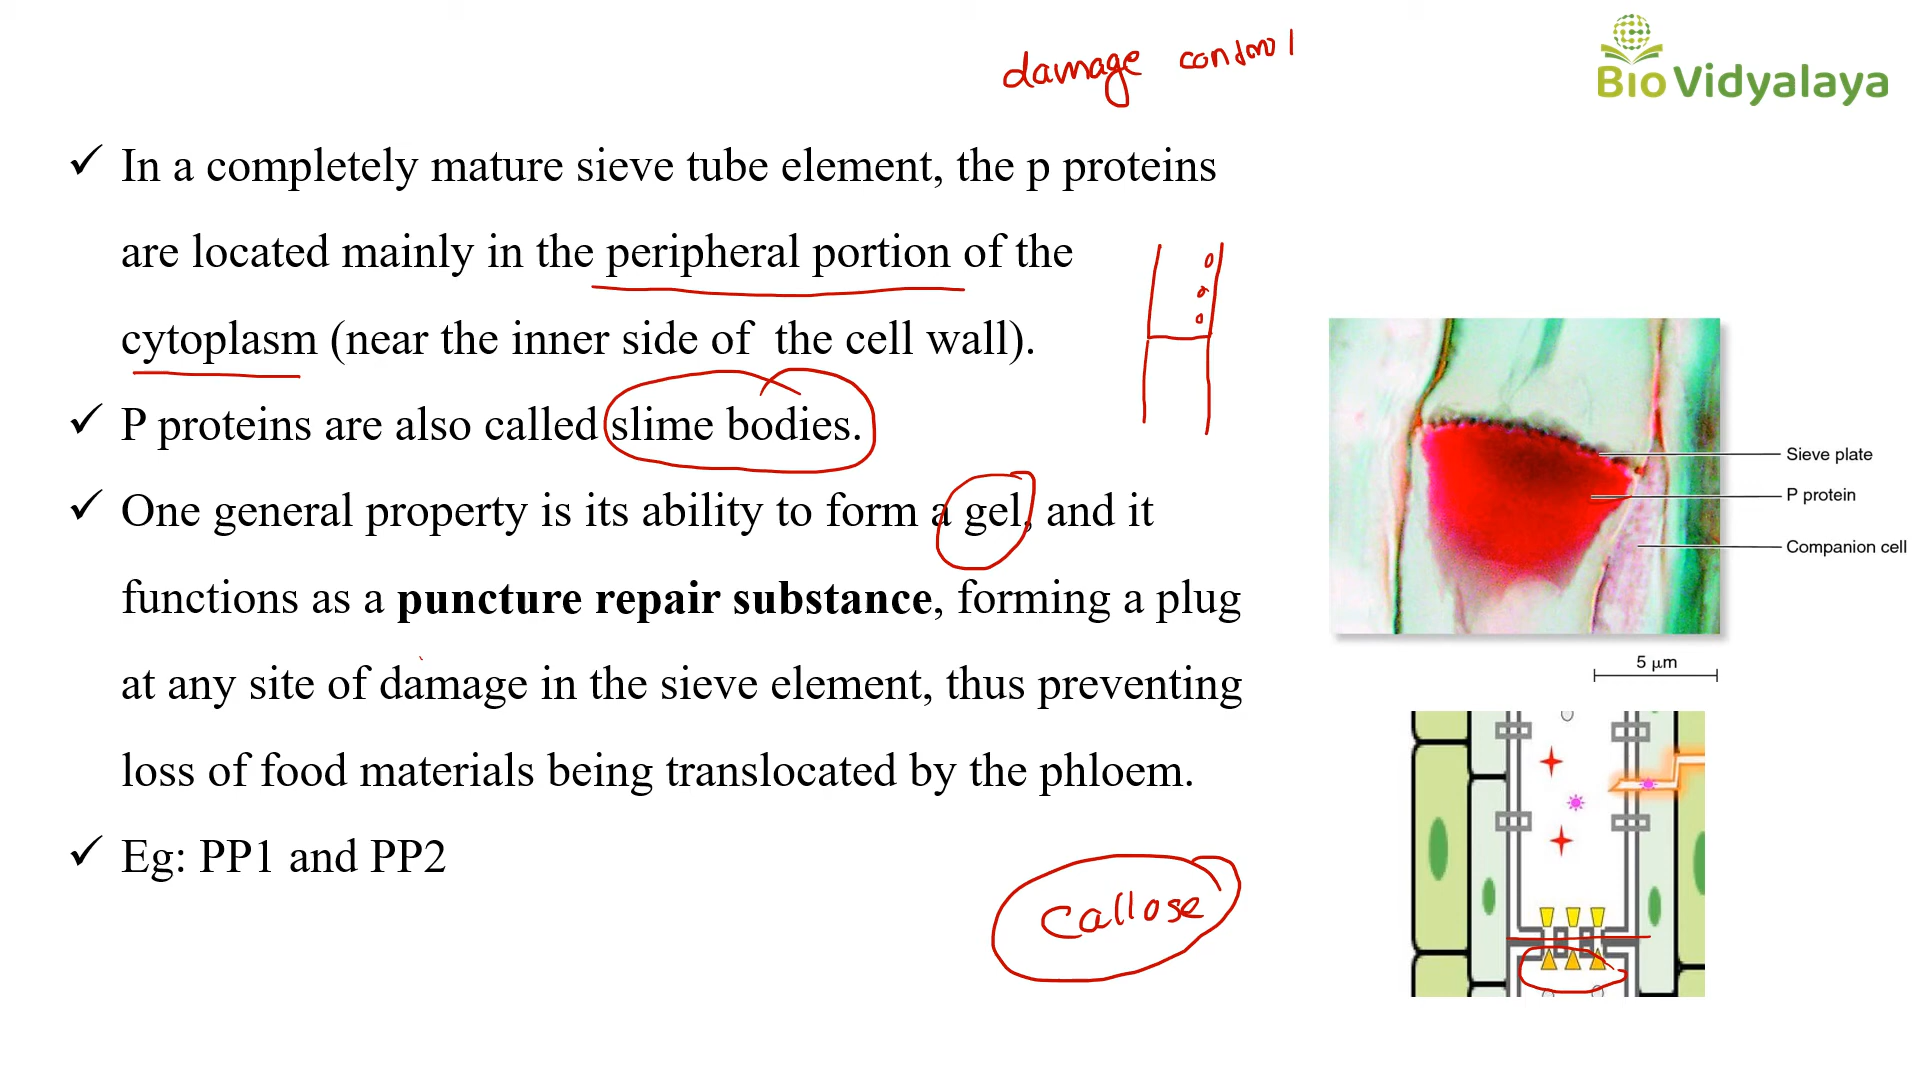 damage control
Bio Vidyalaya
✓ In a completely mature sieve tube element, the p proteins
are located mainly in the peripheral portion of the
cytoplasm (near the inner side of the cell wall).
✓ P proteins are also called slime bodies.
✓ One general property is its ability to form a gel, and it
functions as a puncture repair substance, forming a plug
at any site of damage in the sieve element, thus preventing
loss of food materials being translocated by the phloem.
✓ Eg: PP1 and PP2
callose
Sieve plate
P protein
Companion cell
5 µm